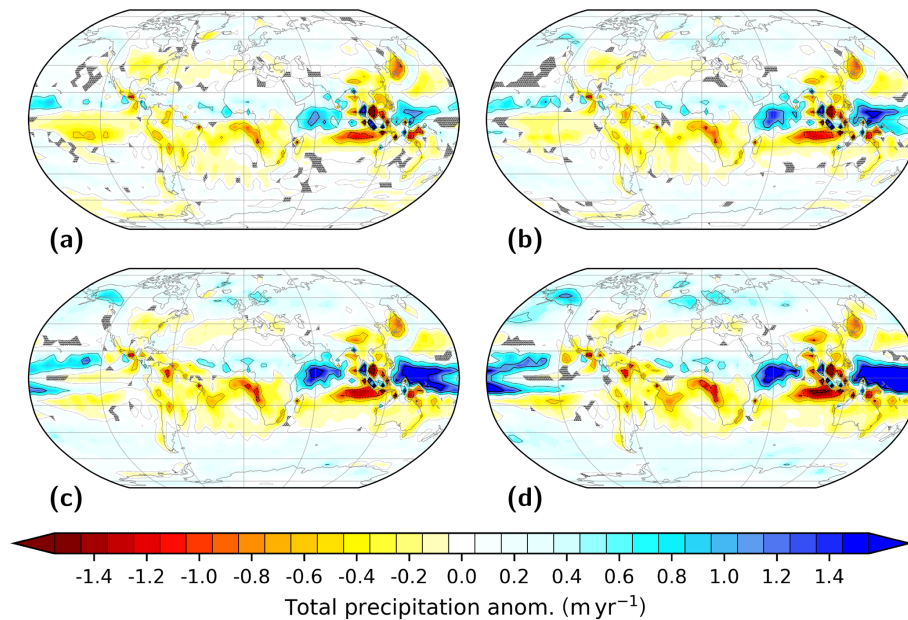 (a) (b)
(c) (d)
-1.4 -1.2 -1.0 -0.8 -0.6 -0.4 -0.2 0.0 0.2 0.4 0.6 0.8 1.0 1.2 1.4
Total precipitation anom. (m yr⁻¹)